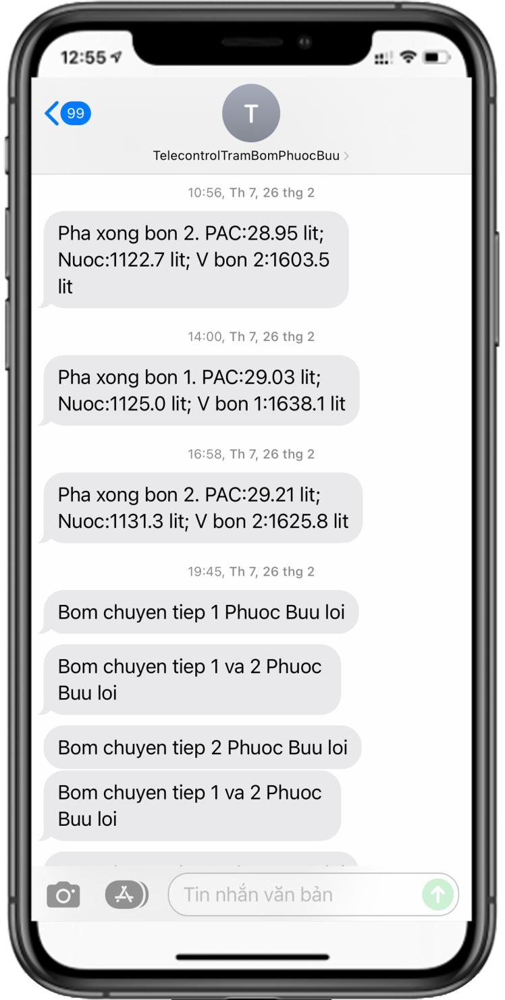 12:55
99
T
TelecontrolTramBomPhuocBuu
10:56, Th 7, 26 thg 2
Pha xong bon 2. PAC:28.95 lit;
Nuoc:1122.7 lit; V bon 2:1603.5
lit
14:00, Th 7, 26 thg 2
Pha xong bon 1. PAC:29.03 lit;
Nuoc:1125.0 lit; V bon 1:1638.1 lit
16:58, Th 7, 26 thg 2
Pha xong bon 2. PAC:29.21 lit;
Nuoc:1131.3 lit; V bon 2:1625.8 lit
19:45, Th 7, 26 thg 2
Bom chuyen tiep 1 Phuoc Buu loi
Bom chuyen tiep 1 va 2 Phuoc
Buu loi
Bom chuyen tiep 2 Phuoc Buu loi
Bom chuyen tiep 1 va 2 Phuoc
Buu loi
Tin nhắn văn bản